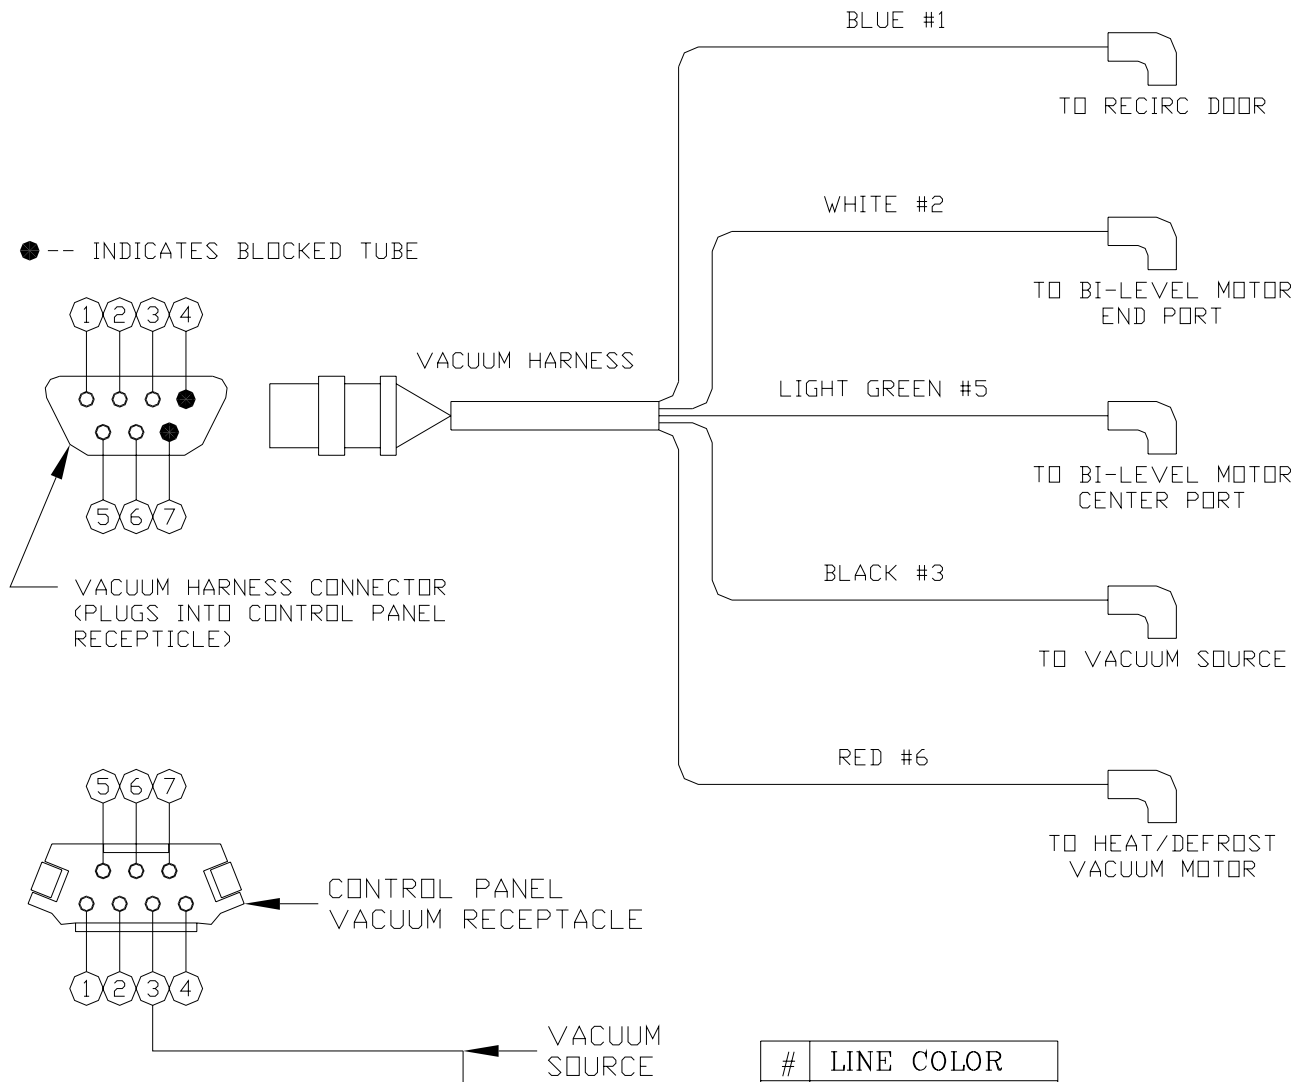 BLUE #1
TO RECIRC DOOR
WHITE #2
TO BI-LEVEL MOTOR
END PORT
-- INDICATES BLOCKED TUBE
1 2 3 4
VACUUM HARNESS
LIGHT GREEN #5
TO BI-LEVEL MOTOR
CENTER PORT
5 6 7
VACUUM HARNESS CONNECTOR
(PLUGS INTO CONTROL PANEL
RECEPTICLE)
BLACK #3
TO VACUUM SOURCE
RED #6
TO HEAT/DEFROST
VACUUM MOTOR
5 6 7
CONTROL PANEL
VACUUM RECEPTACLE
1 2 3 4
VACUUM
SOURCE
# LINE COLOR